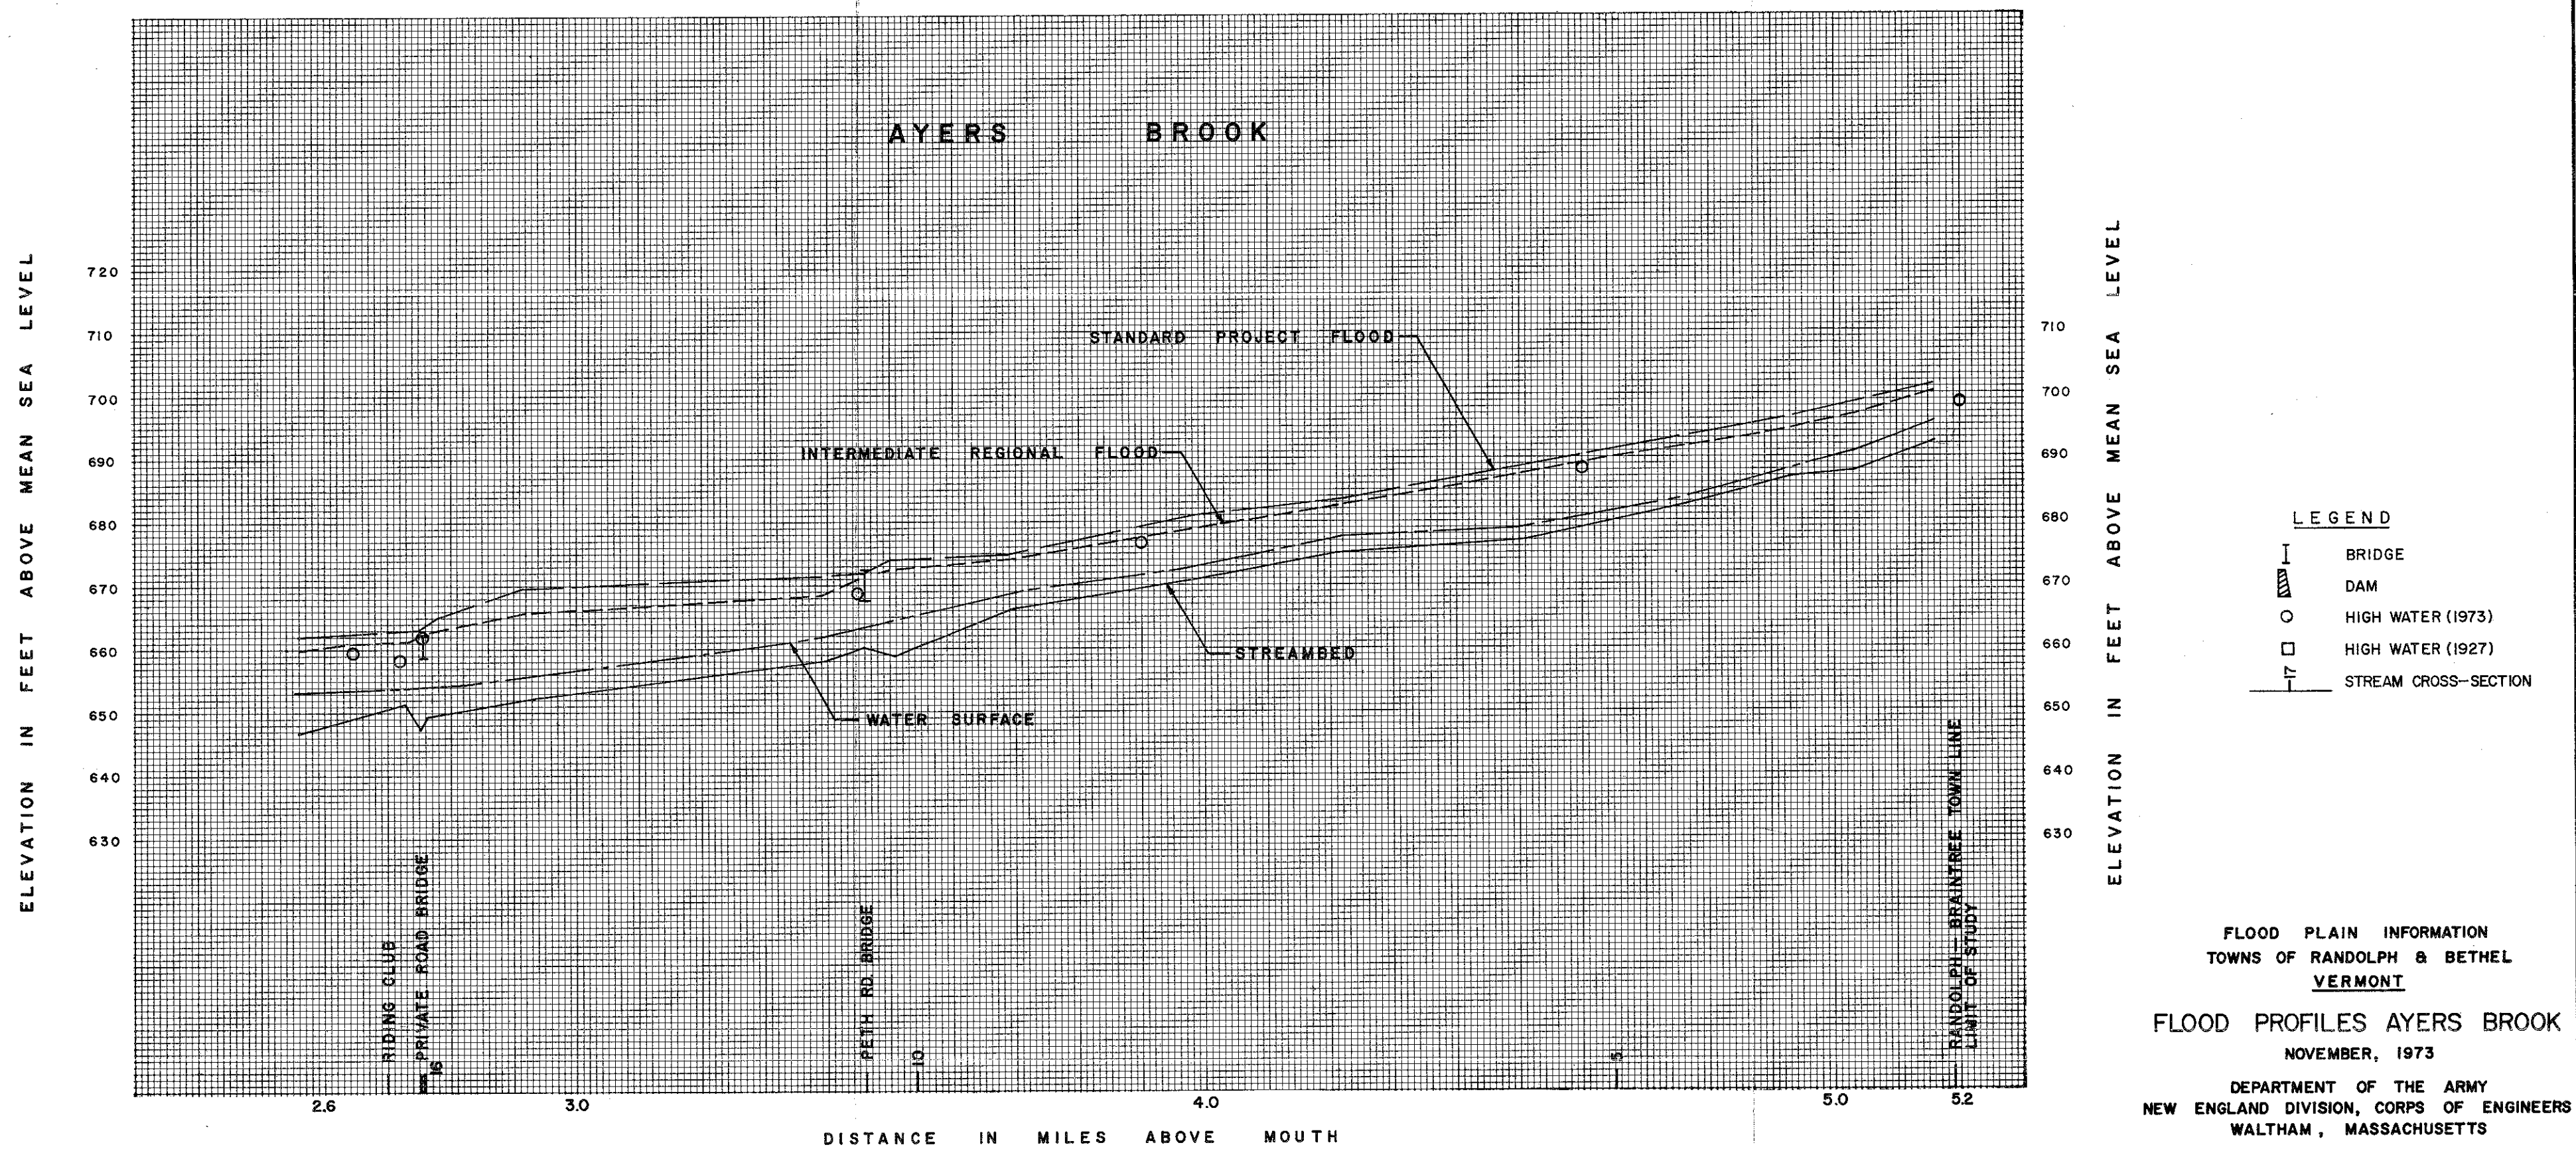 AYERS BROOK
ELEVATION IN FEET ABOVE MEAN SEA LEVEL
720
710
700
690
680
670
660
650
640
630
STANDARD PROJECT FLOOD
INTERMEDIATE REGIONAL FLOOD
STREAMBED
WATER SURFACE
RIDING CLUB
PRIVATE ROAD BRIDGE
16
PETH RD. BRIDGE
10
5
RANDOLPH - BRAINTREE TOWN LINE
LIMIT OF STUDY
2.6 3.0 4.0 5.0 5.2
DISTANCE IN MILES ABOVE MOUTH
710
700
690
680
670
660
650
640
630
ELEVATION IN FEET ABOVE MEAN SEA LEVEL
LEGEND
BRIDGE
DAM
HIGH WATER (1973)
HIGH WATER (1927)
17 STREAM CROSS-SECTION
FLOOD PLAIN INFORMATION
TOWNS OF RANDOLPH & BETHEL
VERMONT
FLOOD PROFILES AYERS BROOK
NOVEMBER, 1973
DEPARTMENT OF THE ARMY
NEW ENGLAND DIVISION, CORPS OF ENGINEERS
WALTHAM, MASSACHUSETTS